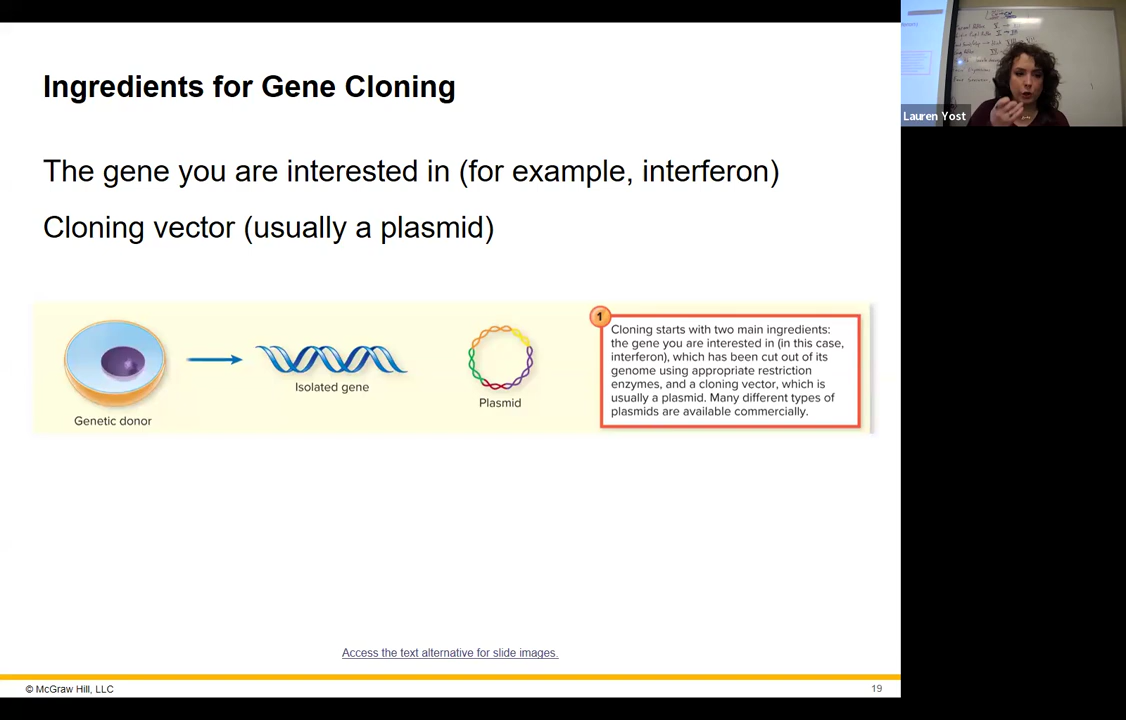 Ingredients for Gene Cloning
The gene you are interested in (for example, interferon)
Cloning vector (usually a plasmid)
Genetic donor
Isolated gene
Plasmid
1
Cloning starts with two main ingredients:
the gene you are interested in (in this case,
interferon), which has been cut out of its
genome using appropriate restriction
enzymes, and a cloning vector, which is
usually a plasmid. Many different types of
plasmids are available commercially.
Access the text alternative for slide images.
© McGraw Hill, LLC
19
Lauren Yost